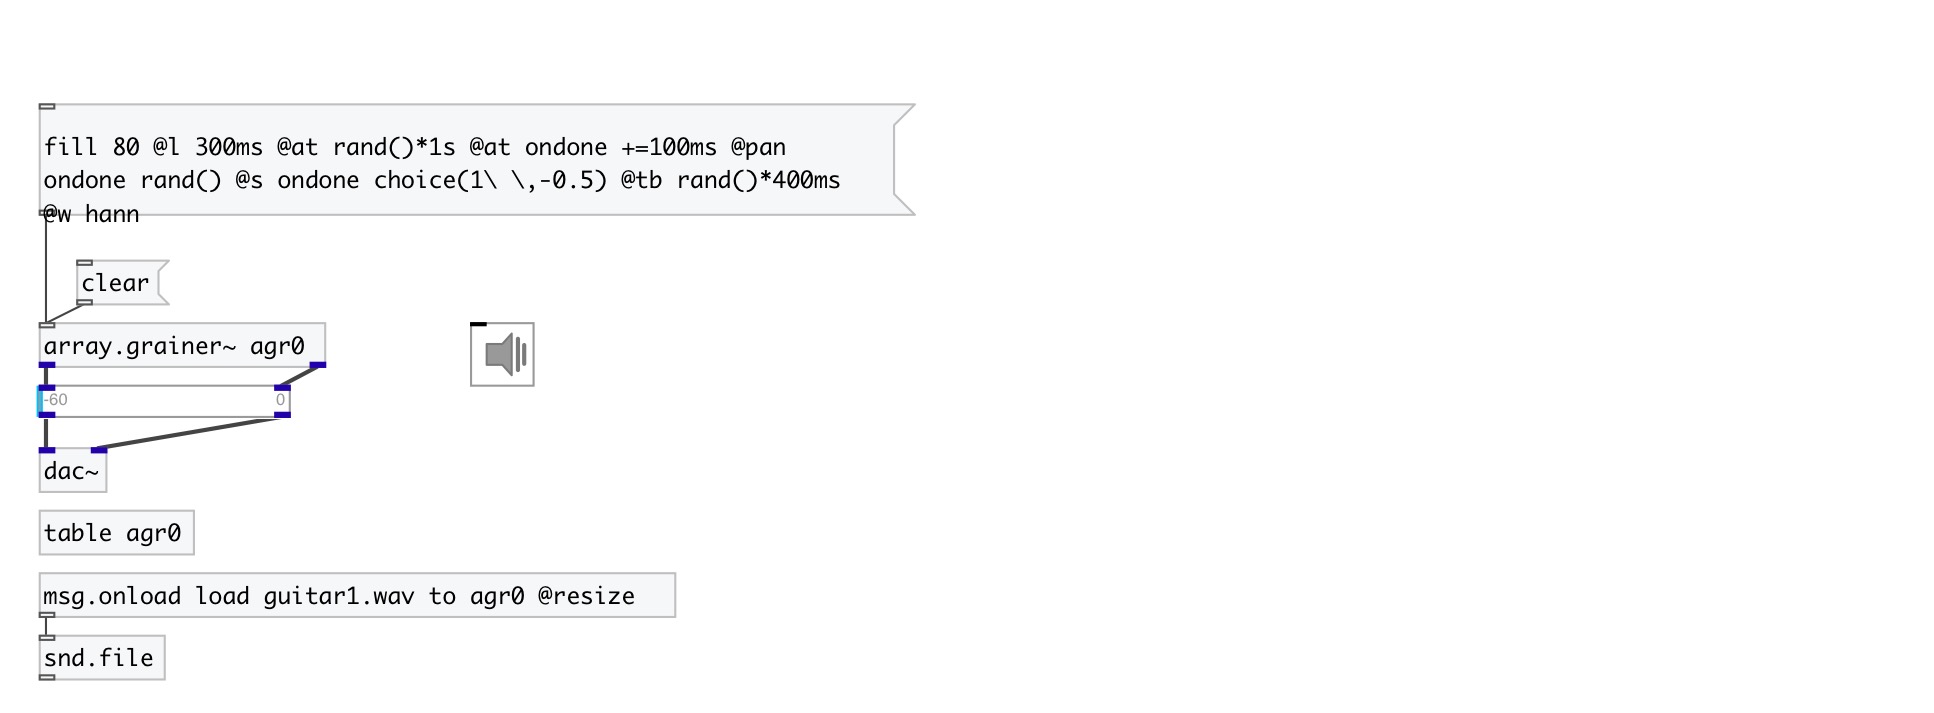 fill 80 @l 300ms @at rand()*1s @at ondone +=100ms @pan
ondone rand() @s ondone choice(1\ \,-0.5) @tb rand()*400ms
@w hann
clear
array.grainer~ agr0
-60 0
dac~
table agr0
msg.onload load guitar1.wav to agr0 @resize
snd.file